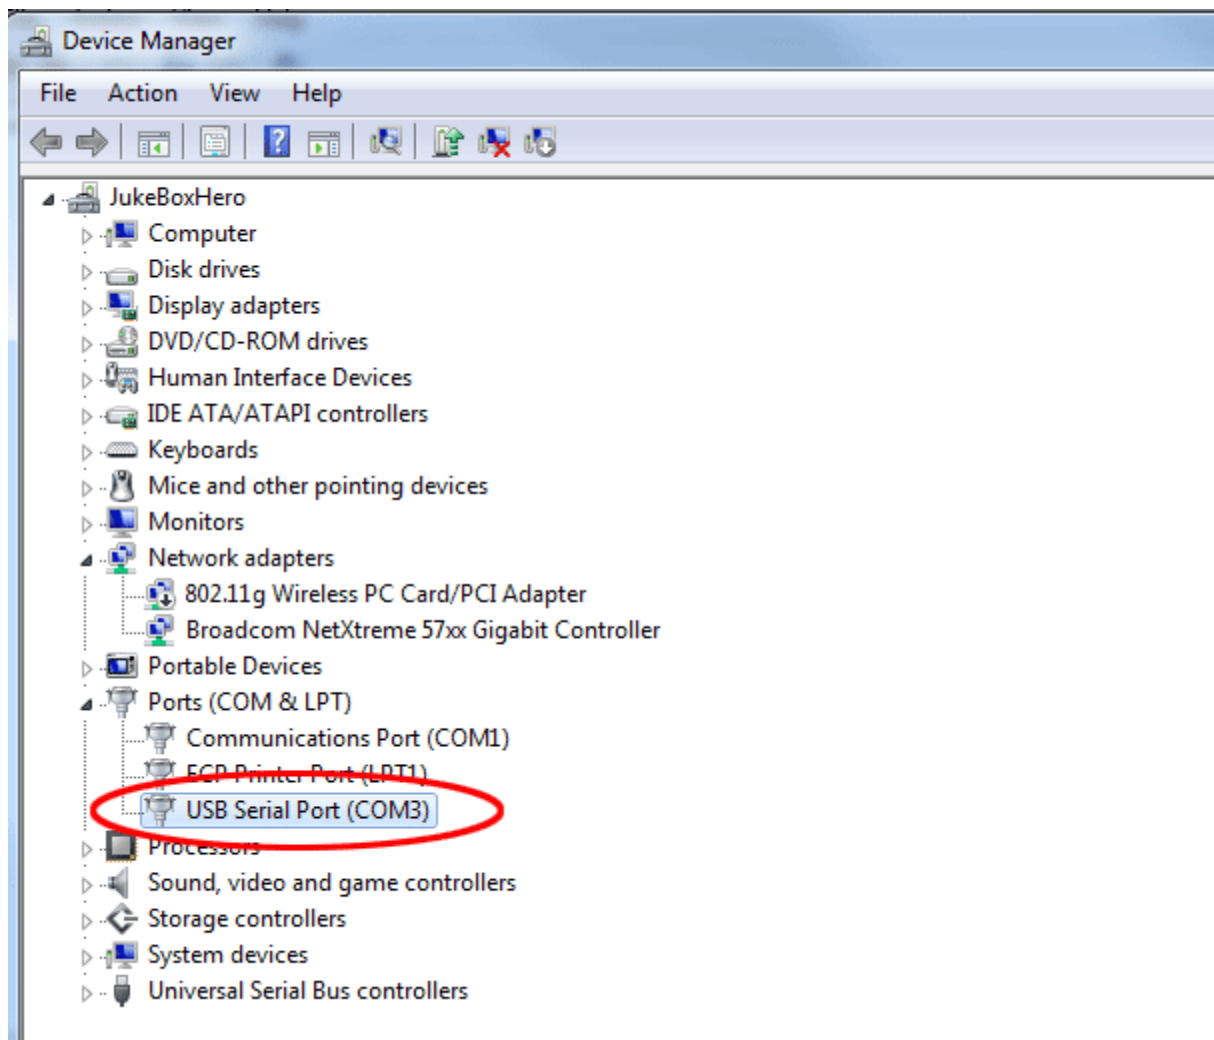 Device Manager
File Action View Help
JukeBoxHero
Computer
Disk drives
Display adapters
DVD/CD-ROM drives
Human Interface Devices
IDE ATA/ATAPI controllers
Keyboards
Mice and other pointing devices
Monitors
Network adapters
802.11g Wireless PC Card/PCI Adapter
Broadcom NetXtreme 57xx Gigabit Controller
Portable Devices
Ports (COM & LPT)
Communications Port (COM1)
ECP Printer Port (LPT1)
USB Serial Port (COM3)
Processors
Sound, video and game controllers
Storage controllers
System devices
Universal Serial Bus controllers